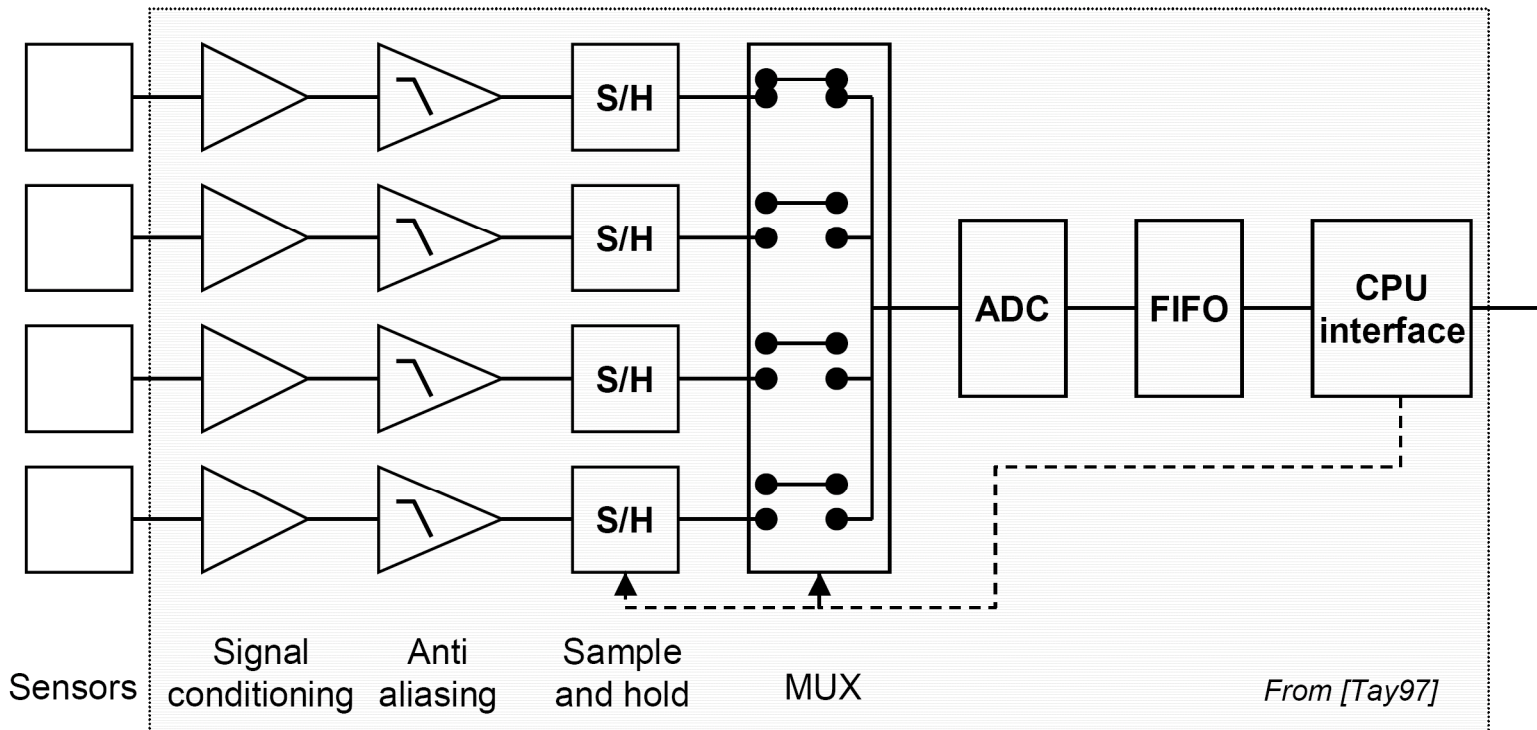 S/H
S/H
S/H
S/H
ADC
FIFO
CPU
interface
Sensors
Signal
conditioning
Anti
aliasing
Sample
and hold
MUX
From [Tay97]